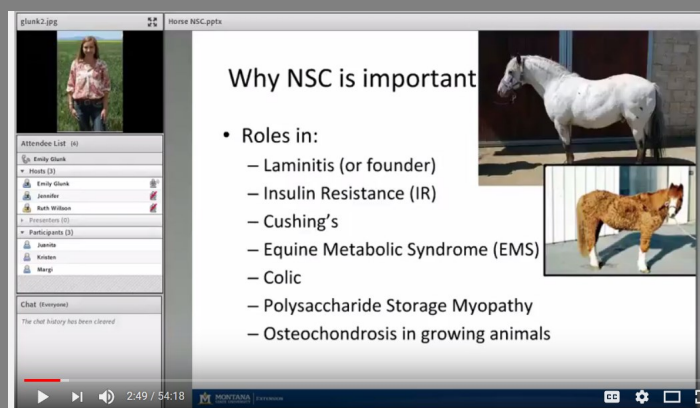 glunk2.jpg
Horse NSC.pptx
Why NSC is important
Attendee List (6)
Emily Glunk
Hosts (3)
Emily Glunk
Jennifer
Ruth Willson
Presenters (0)
Participants (3)
Juanita
Kristen
Margi
Chat (Everyone)
The chat history has been cleared
• Roles in:
– Laminitis (or founder)
– Insulin Resistance (IR)
– Cushing's
– Equine Metabolic Syndrome (EMS)
– Colic
– Polysaccharide Storage Myopathy
– Osteochondrosis in growing animals
2:49 / 54:18
MONTANA
EXTENSION
CC